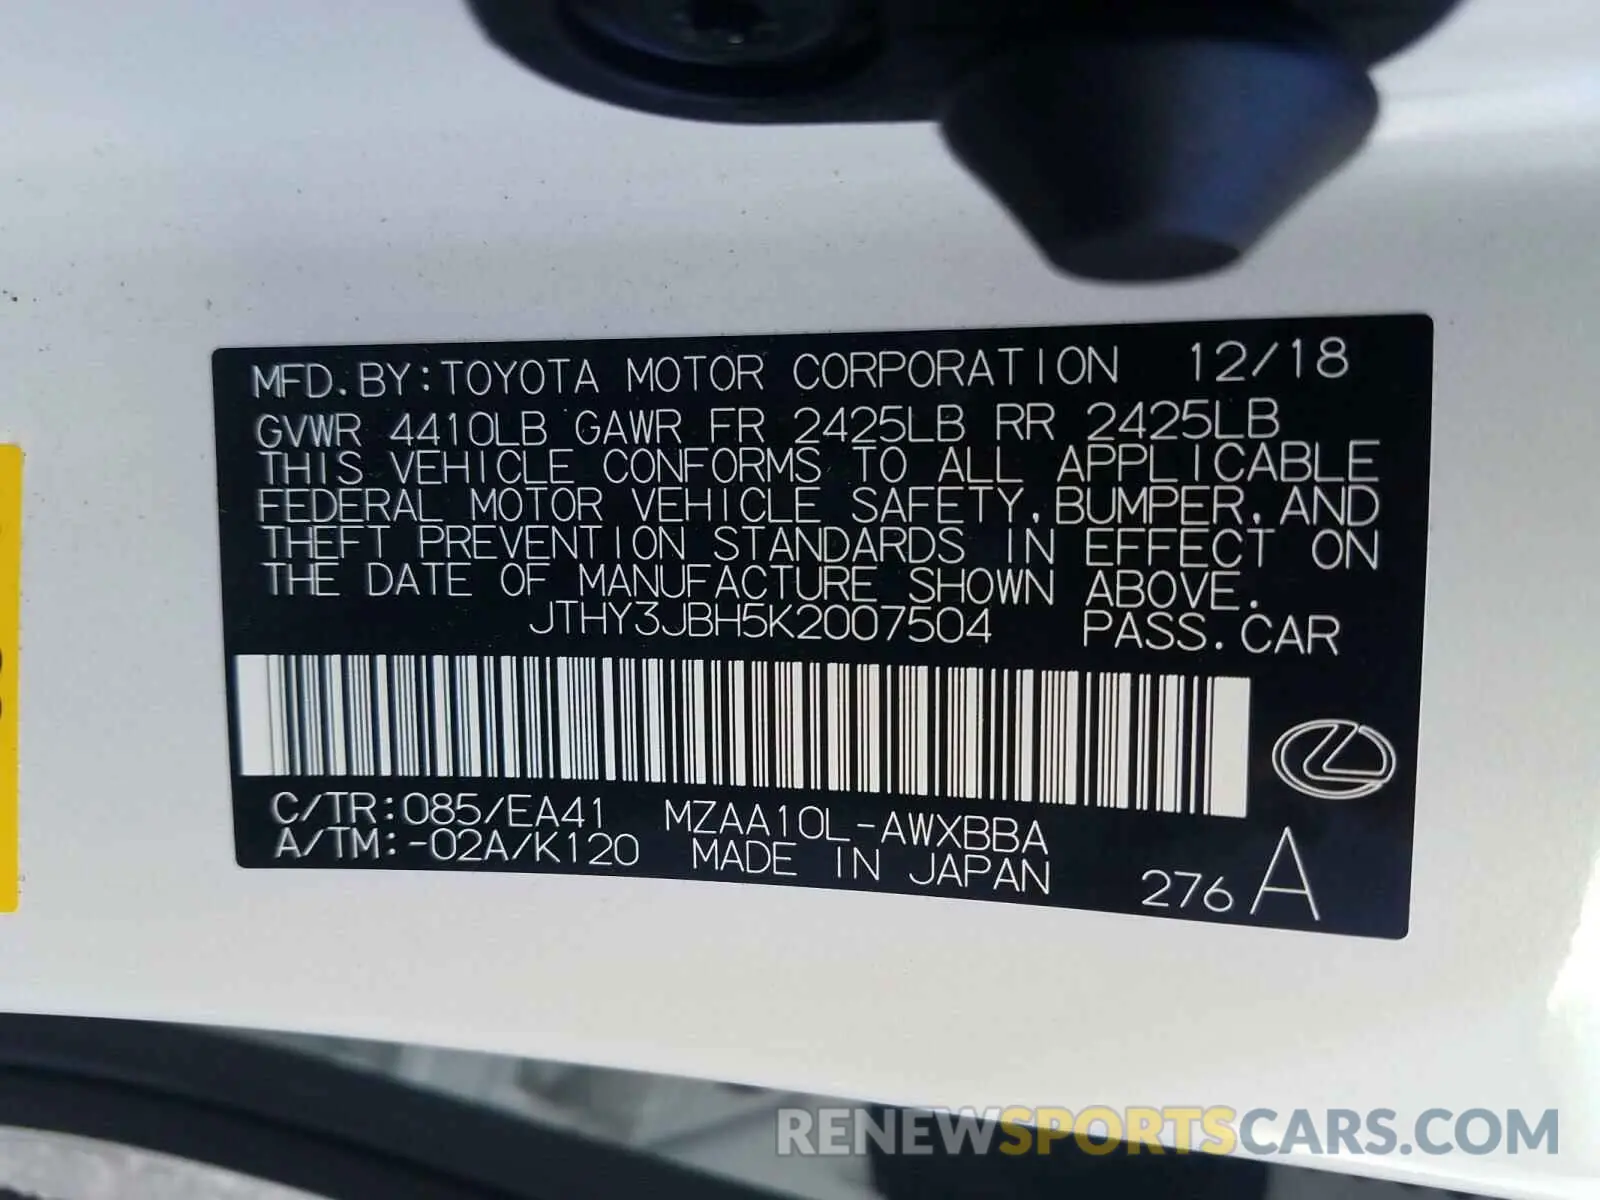 MFD. BY: TOYOTA MOTOR CORPORATION 12/18
GVWR 4410LB GAWR FR 2425LB RR 2425LB
THIS VEHICLE CONFORMS TO ALL APPLICABLE
FEDERAL MOTOR VEHICLE SAFETY, BUMPER, AND
THEFT PREVENTION STANDARDS IN EFFECT ON
THE DATE OF MANUFACTURE SHOWN ABOVE.
JTHY3JBH5K2007504 PASS. CAR
C/TR: 085/EA41 MZAA10L-AWXBBA
A/TM: -02A/K120 MADE IN JAPAN
276 A
RENEWSPORTSCARS.COM